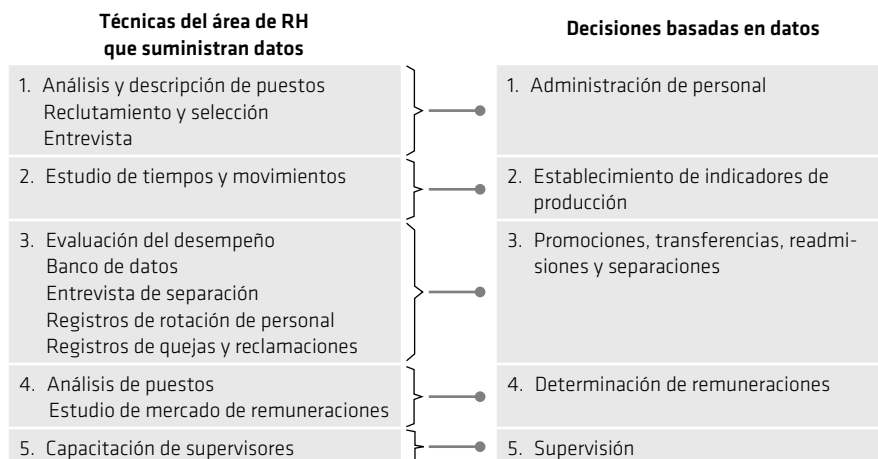 Técnicas del área de RH
que suministran datos
Decisiones basadas en datos
1. Análisis y descripción de puestos
Reclutamiento y selección
Entrevista
1. Administración de personal
2. Estudio de tiempos y movimientos
2. Establecimiento de indicadores de
producción
3. Evaluación del desempeño
Banco de datos
Entrevista de separación
Registros de rotación de personal
Registros de quejas y reclamaciones
3. Promociones, transferencias, readmi-
siones y separaciones
4. Análisis de puestos
Estudio de mercado de remuneraciones
4. Determinación de remuneraciones
5. Capacitación de supervisores
5. Supervisión